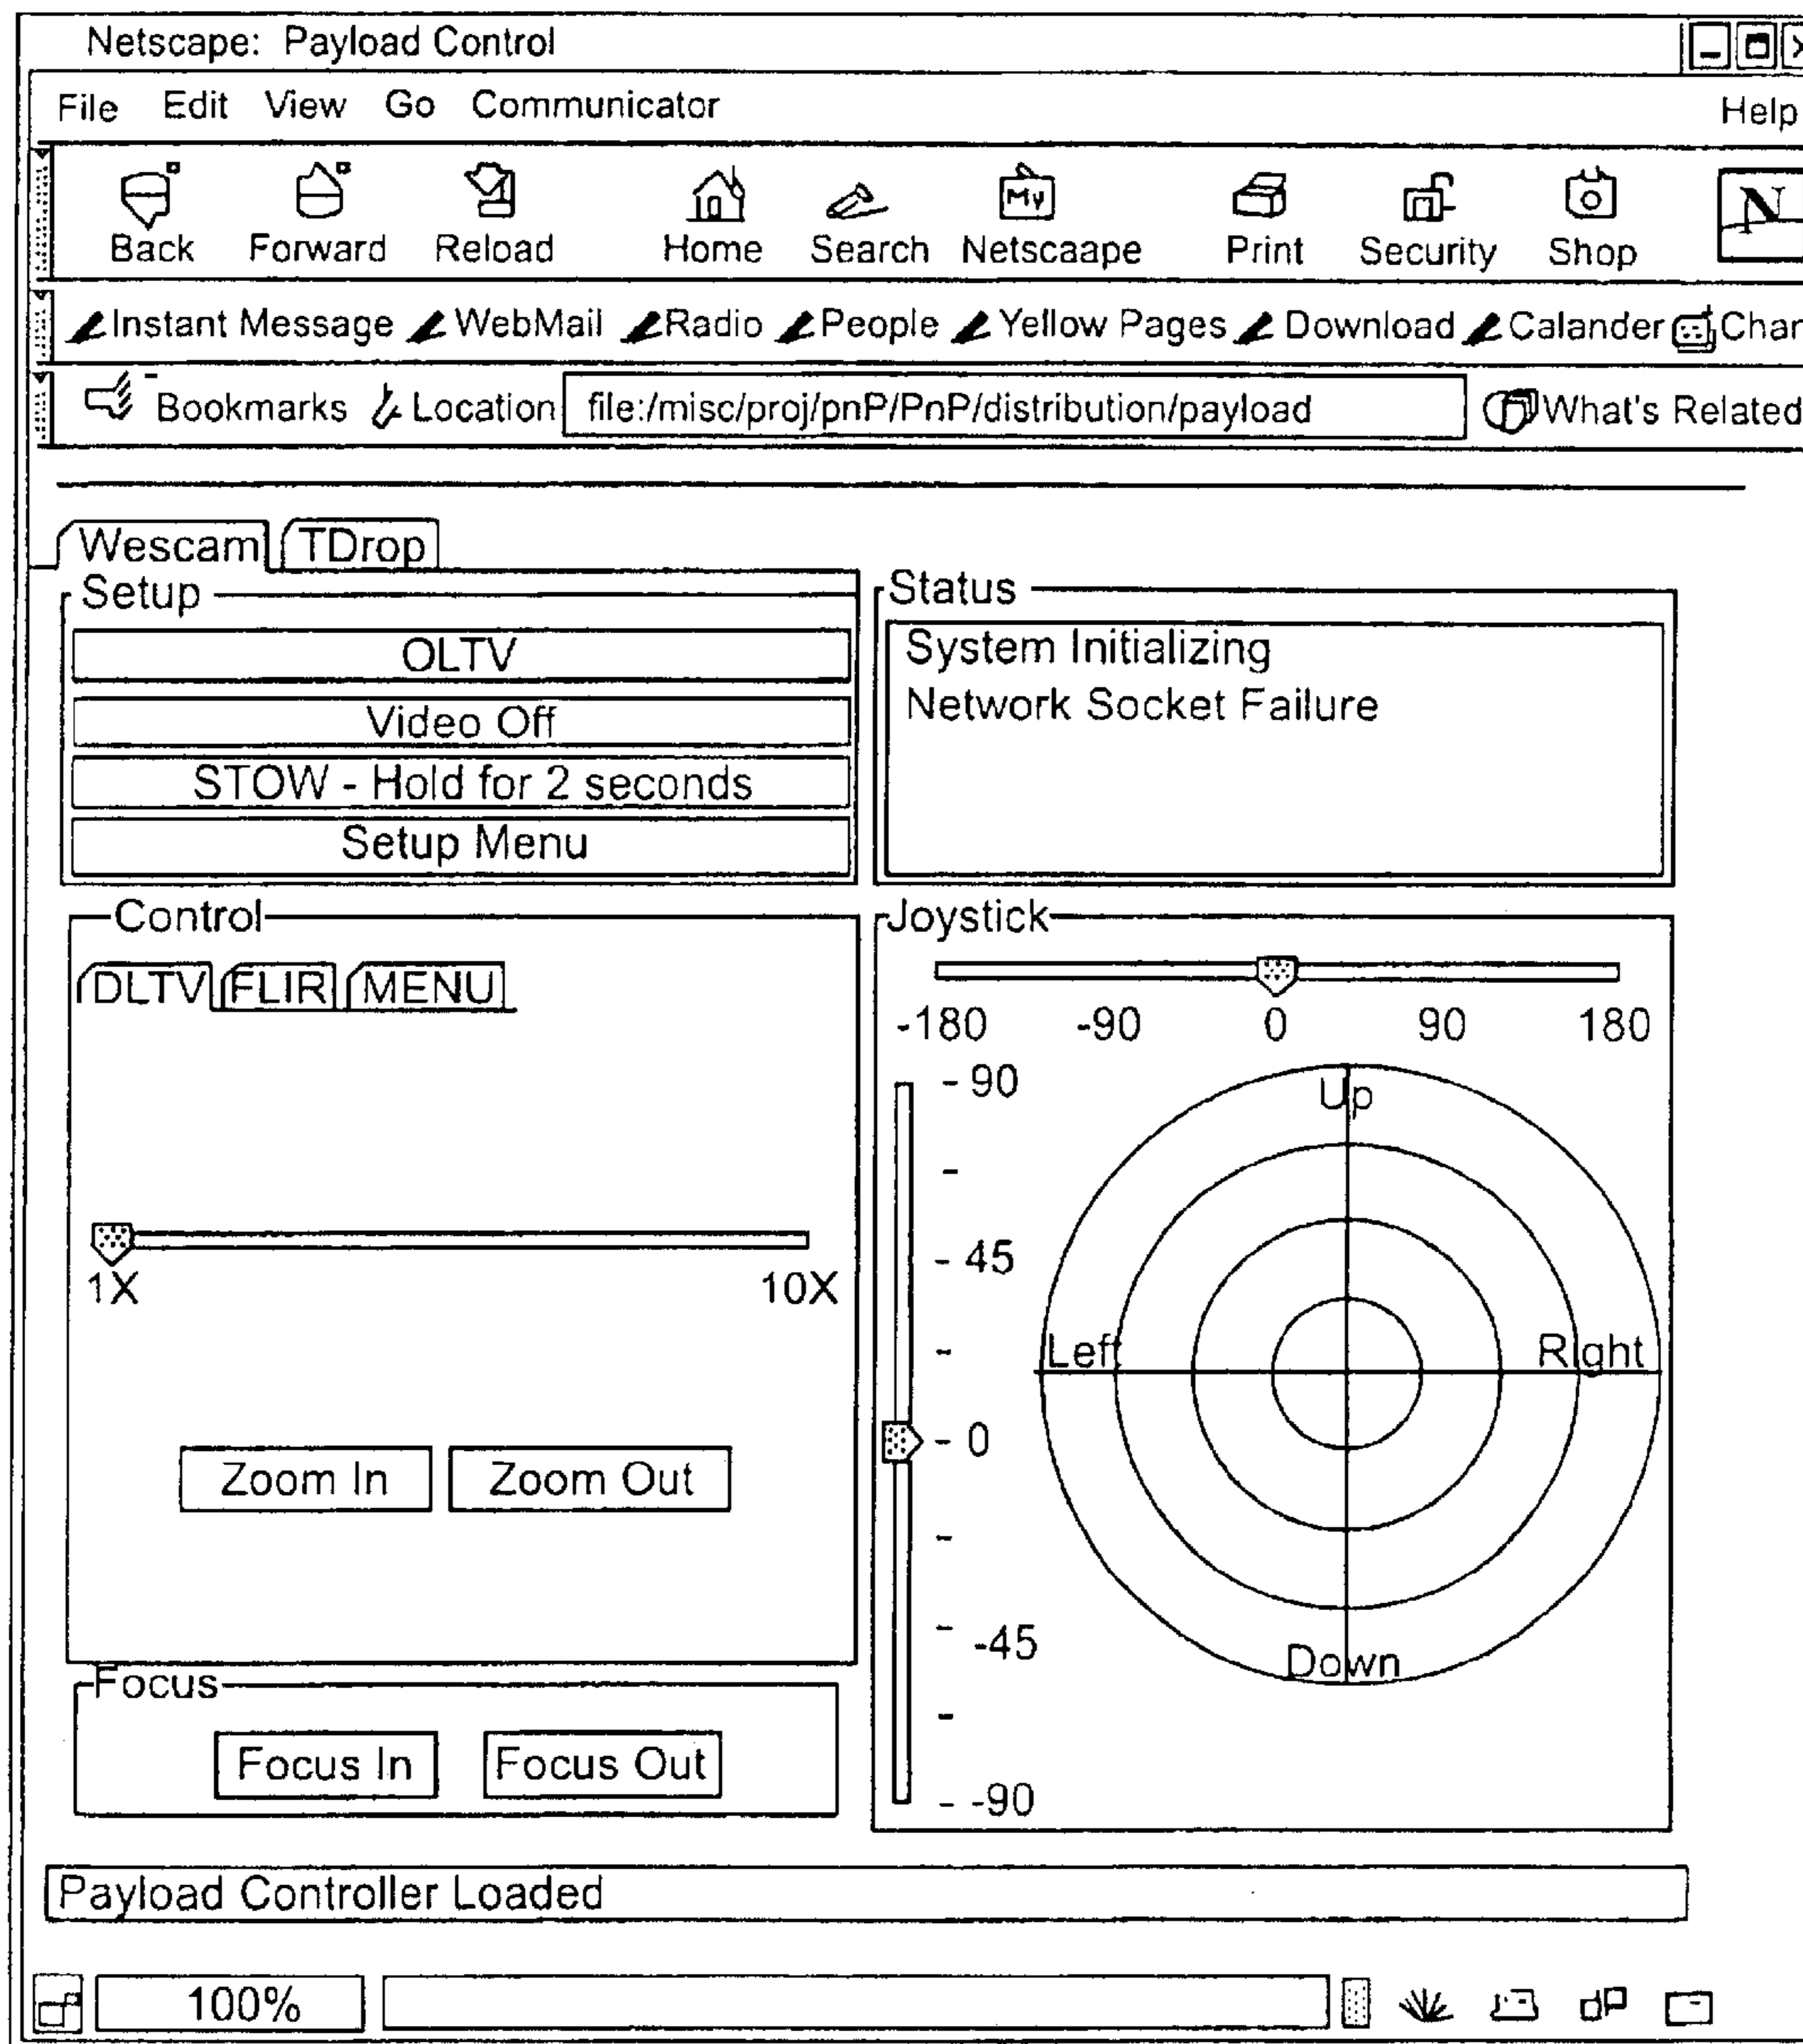 Netscape: Payload Control
File Edit View Go Communicator Help
My N
Back Forward Reload Home Search Netscaape Print Security Shop
Instant Message WebMail Radio People Yellow Pages Download Calander Chan
Bookmarks Location file:/misc/proj/pnP/PnP/distribution/payload What's Related
Wescam TDrop
Setup
OLTV
Video Off
STOW - Hold for 2 seconds
Setup Menu
Status
System Initializing
Network Socket Failure
Control
DLTV FLIR MENU
1X 10X
Zoom In Zoom Out
Focus
Focus In Focus Out
Joystick
-180 -90 0 90 180
- 90
-
- 45
-
- 0
-
- -45
-
- -90
Up
Left Right
Down
Payload Controller Loaded
100%